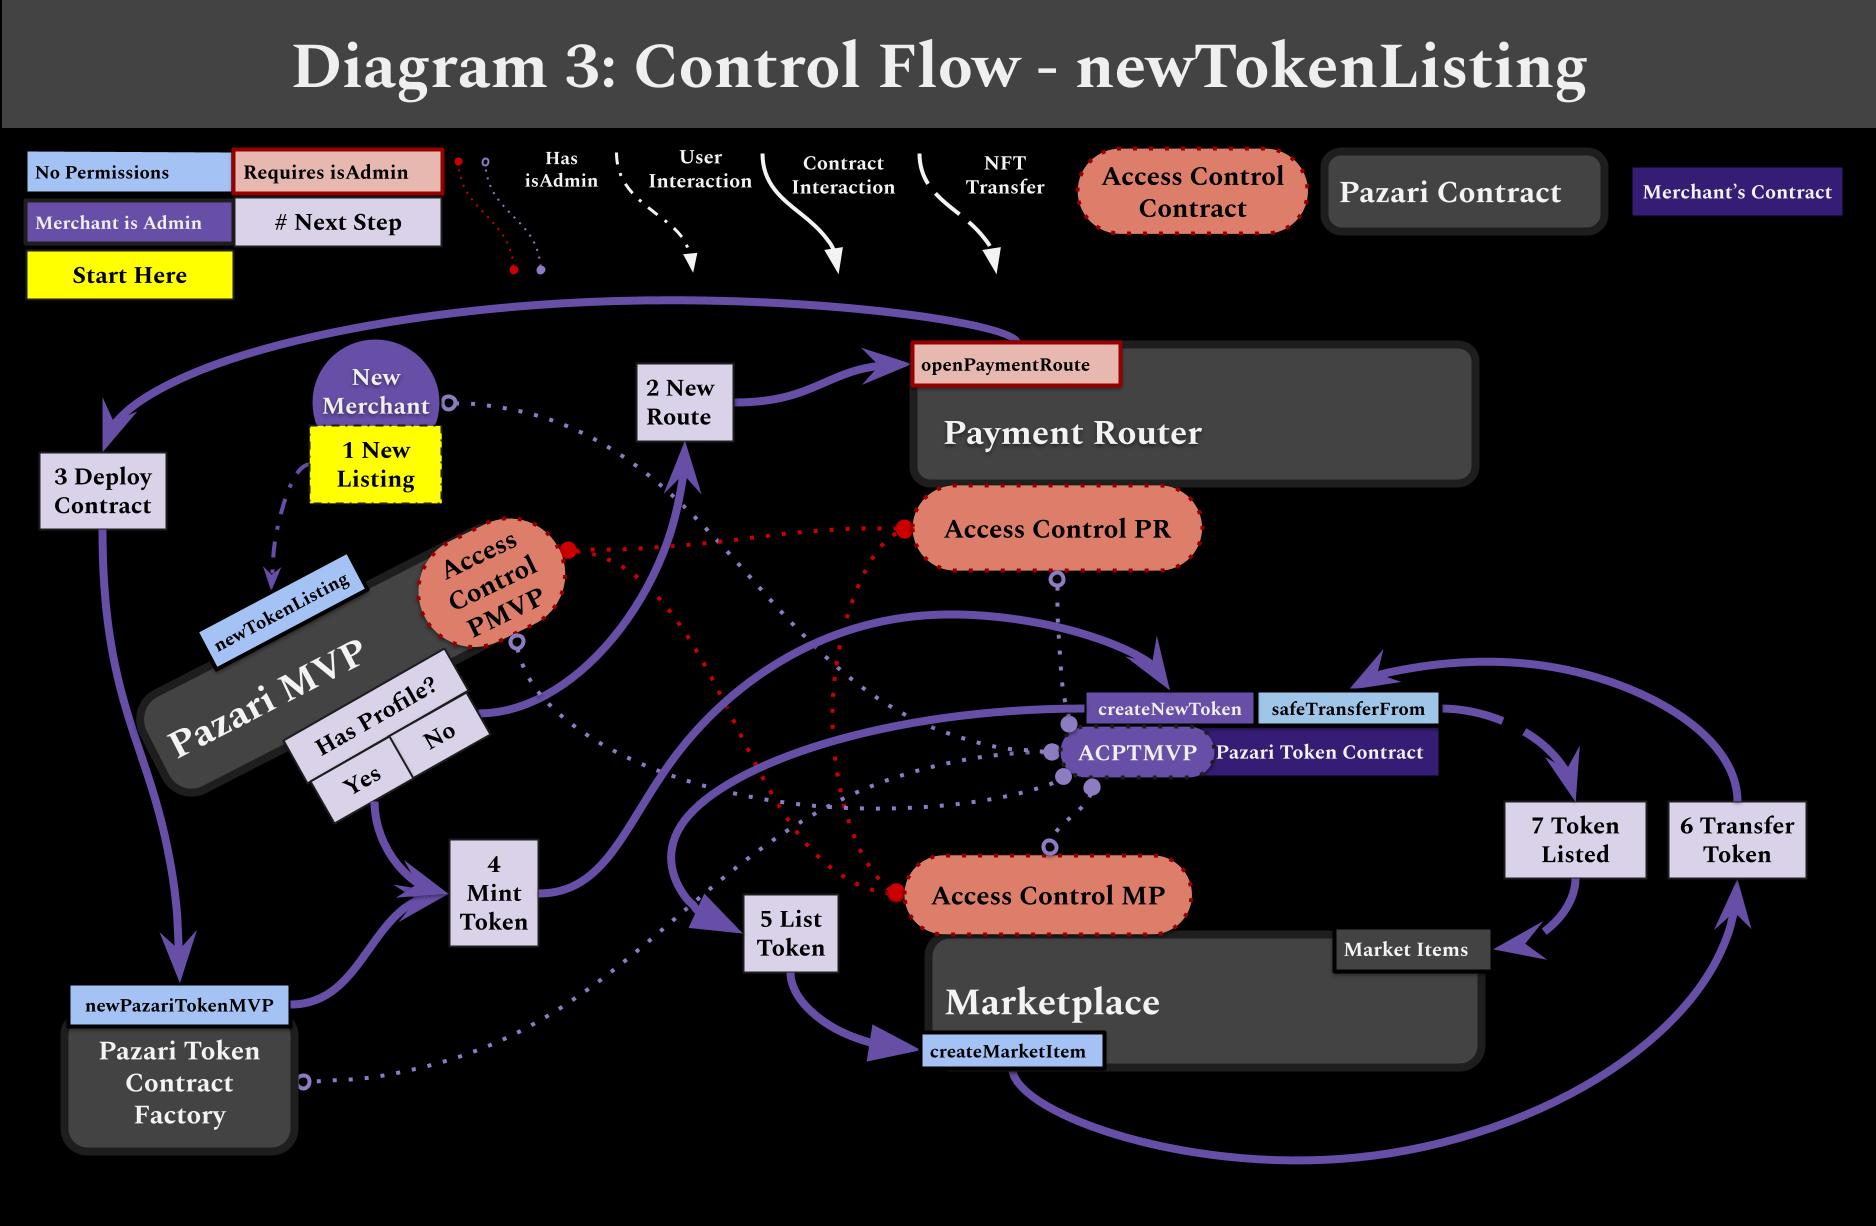 Diagram 3: Control Flow - newTokenListing
No Permissions
Requires isAdmin
Merchant is Admin
# Next Step
Start Here
Has
isAdmin
User
Interaction
Contract
Interaction
NFT
Transfer
Access Control
Contract
Pazari Contract
Merchant's Contract
New
Merchant
1 New
Listing
2 New
Route
openPaymentRoute
Payment Router
3 Deploy
Contract
Access
Control
PMVP
newTokenListing
Pazari MVP
Has Profile?
Yes
No
Access Control PR
createNewToken
safeTransferFrom
ACPTMVP
Pazari Token Contract
7 Token
Listed
6 Transfer
Token
4
Mint
Token
5 List
Token
Access Control MP
Market Items
Marketplace
createMarketItem
newPazariTokenMVP
Pazari Token
Contract
Factory